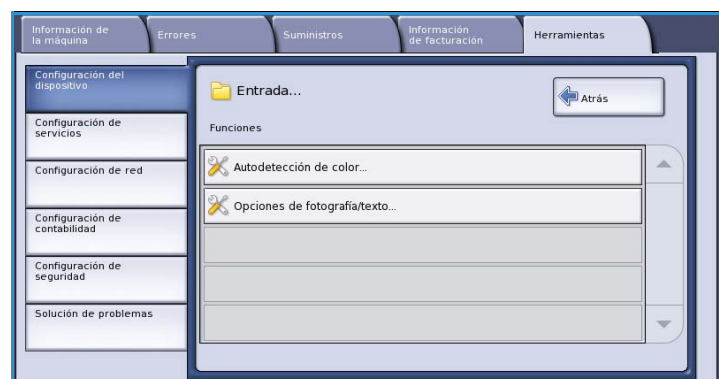 Información de
la máquina
Errores
Suministros
Información
de facturación
Herramientas
Configuración del
dispositivo
Configuración de
servicios
Configuración de red
Configuración de
contabilidad
Configuración de
seguridad
Solución de problemas
Entrada...
Atrás
Funciones
Autodetección de color...
Opciones de fotografía/texto...